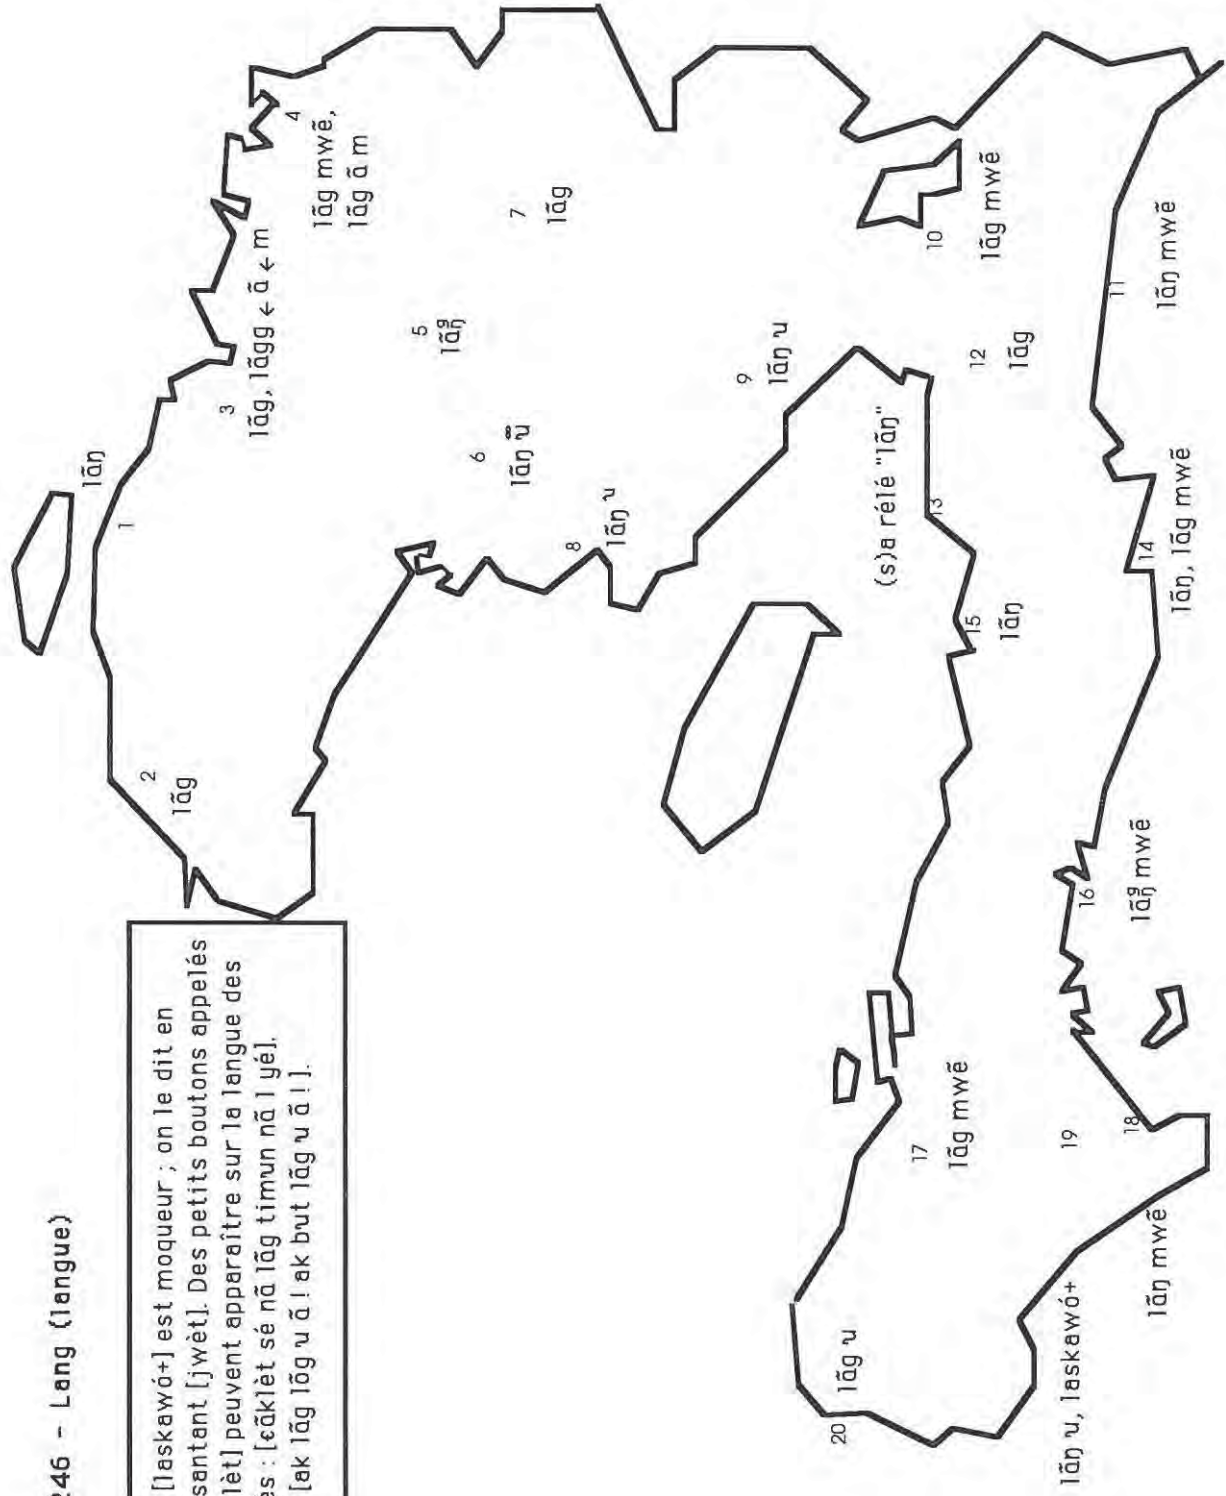 246 - Lang (langue)
[laskawó+] est moqueur ; on le dit en
santant [jwèt]. Des petits boutons appelés
lèt] peuvent apparaître sur la langue des
es : [ɛãklèt sé nã lãg timun nã l yé].
[ak lãg lõg u ã ! ak but lãg u ã !].
1
lãŋ
2
lãg
3
lãg, lãgg ← ã ← m
4
lãg mwẽ,
lãg ã m
5
6
7
lãg
8
lãŋ u
9
lãŋ u
10
lãg mwẽ
11
lãŋ mwẽ
12
lãg
13
(s)a rélé "lãŋ"
14
lãŋ, lãg mwẽ
15
lãŋ
16
mwẽ
17
lãg mwẽ
18
lãŋ mwẽ
19
lãŋ u, laskawó+
20
lãg u